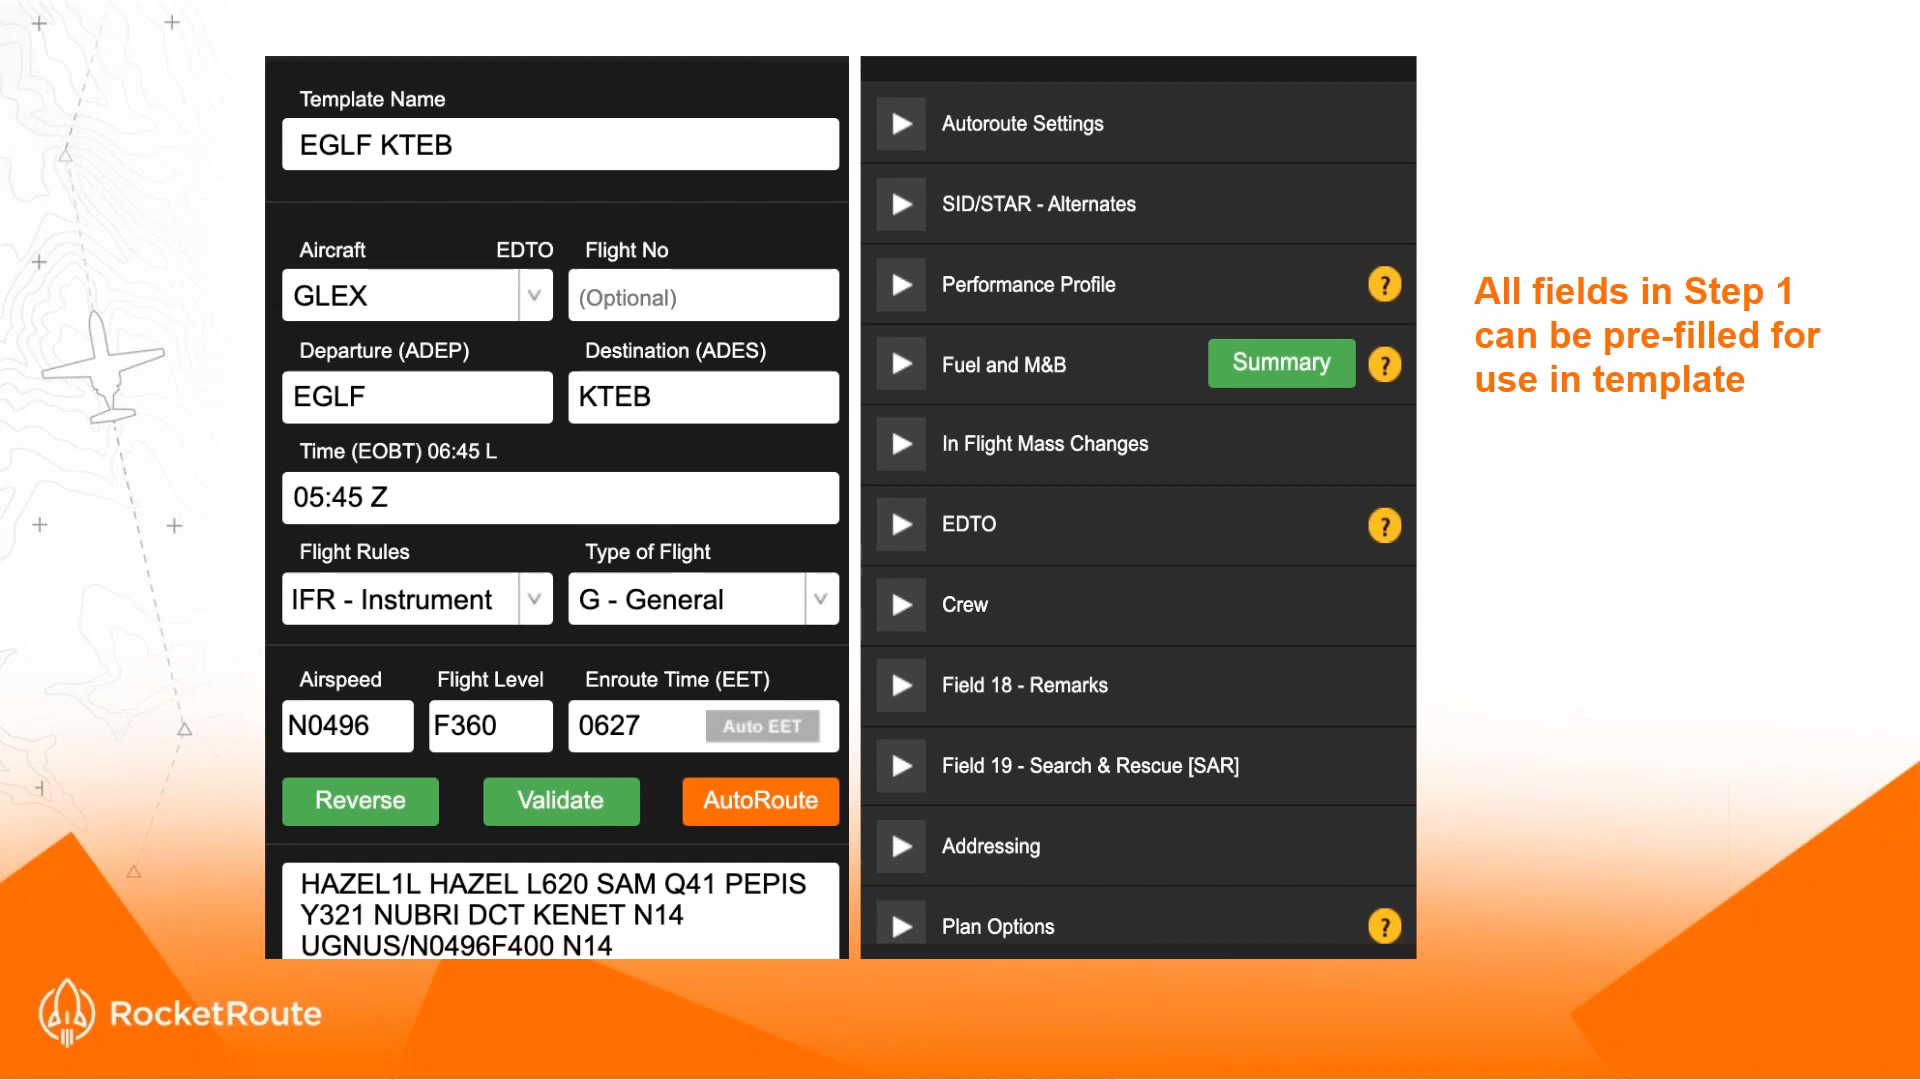 Template Name
EGLF KTEB
Aircraft EDTO Flight No
GLEX (Optional)
Departure (ADEP) Destination (ADES)
EGLF KTEB
Time (EOBT) 06:45 L
05:45 Z
Flight Rules Type of Flight
IFR - Instrument G - General
Airspeed Flight Level Enroute Time (EET)
N0496 F360 0627 Auto EET
Reverse Validate AutoRoute
HAZEL1L HAZEL L620 SAM Q41 PEPIS
Y321 NUBRI DCT KENET N14
UGNUS/N0496F400 N14
Autoroute Settings
SID/STAR - Alternates
Performance Profile ?
Fuel and M&B Summary ?
In Flight Mass Changes
EDTO ?
Crew
Field 18 - Remarks
Field 19 - Search & Rescue [SAR]
Addressing
Plan Options ?
All fields in Step 1
can be pre-filled for
use in template
RocketRoute